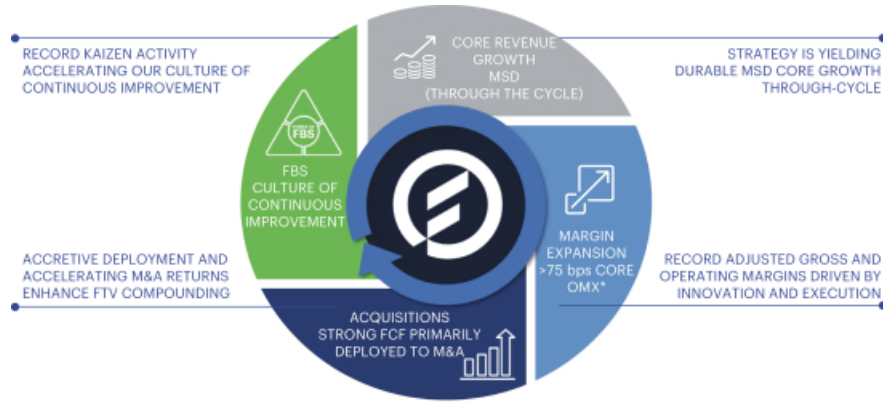 RECORD KAIZEN ACTIVITY
ACCELERATING OUR CULTURE OF
CONTINUOUS IMPROVEMENT
CORE REVENUE
GROWTH
MSD
(THROUGH THE CYCLE)
STRATEGY IS YIELDING
DURABLE MSD CORE GROWTH
THROUGH-CYCLE
FBS
FBS
CULTURE OF
CONTINUOUS
IMPROVEMENT
MARGIN
EXPANSION
>75 bps CORE
OMX*
ACCRETIVE DEPLOYMENT AND
ACCELERATING M&A RETURNS
ENHANCE FTV COMPOUNDING
RECORD ADJUSTED GROSS AND
OPERATING MARGINS DRIVEN BY
INNOVATION AND EXECUTION
ACQUISITIONS
STRONG FCF PRIMARILY
DEPLOYED TO M&A